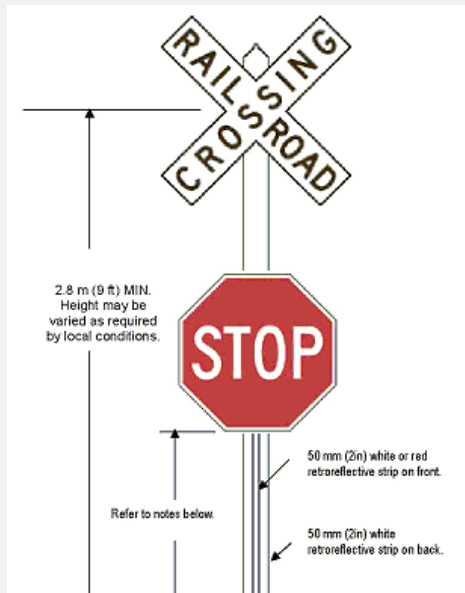 RAIL ROAD
CROSSING
2.8 m (9 ft) MIN.
Height may be
varied as required
by local conditions.
STOP
50 mm (2in) white or red
retroreflective strip on front.
Refer to notes below.
50 mm (2in) white
retroreflective strip on back.